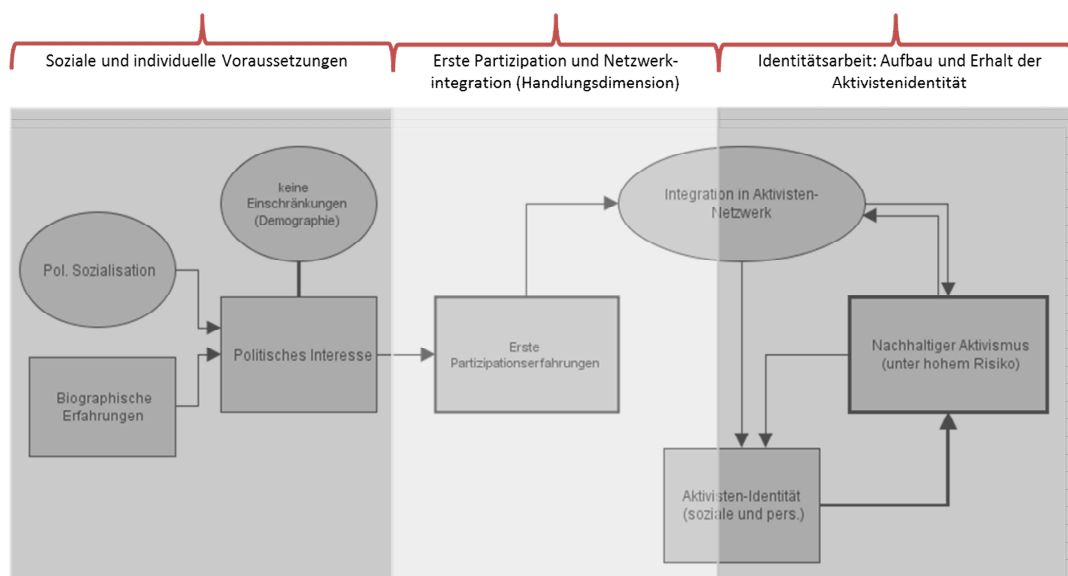 Soziale und individuelle Voraussetzungen
Erste Partizipation und Netzwerk-
integration (Handlungsdimension)
Identitätsarbeit: Aufbau und Erhalt der
Aktivistenidentität
keine
Einschränkungen
(Demographie)
Integration in Aktivisten-
Netzwerk
Pol. Sozialisation
Politisches Interesse
Erste
Partizipationserfahrungen
Nachhaltiger Aktivismus
(unter hohem Risiko)
Biographische
Erfahrungen
Aktivisten-Identität
(soziale und pers.)